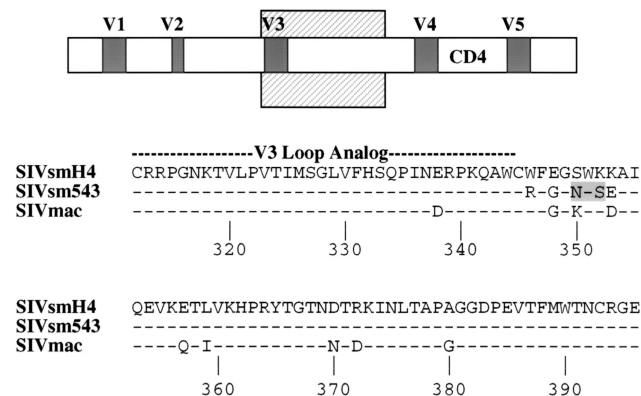 V1 V2 V3 V4 CD4 V5
-------------------V3 Loop Analog--------------------
SIVsmH4 CRRPGNKTVLPVTIMSGLVFHSQPINERPKQAWCWFEGSWKKAI
SIVsm543 ----------------------------------R-G-N-SE--
SIVmac --------------------------D---------G-K--D--
320 330 340 350
SIVsmH4 QEVKETLVKHPRYTGTNDTRKINLTAPAGGDPEVTFMWTNCRGE
SIVsm543 --------------------------------------------
SIVmac ----Q-I----------N-D-------G----------------
360 370 380 390